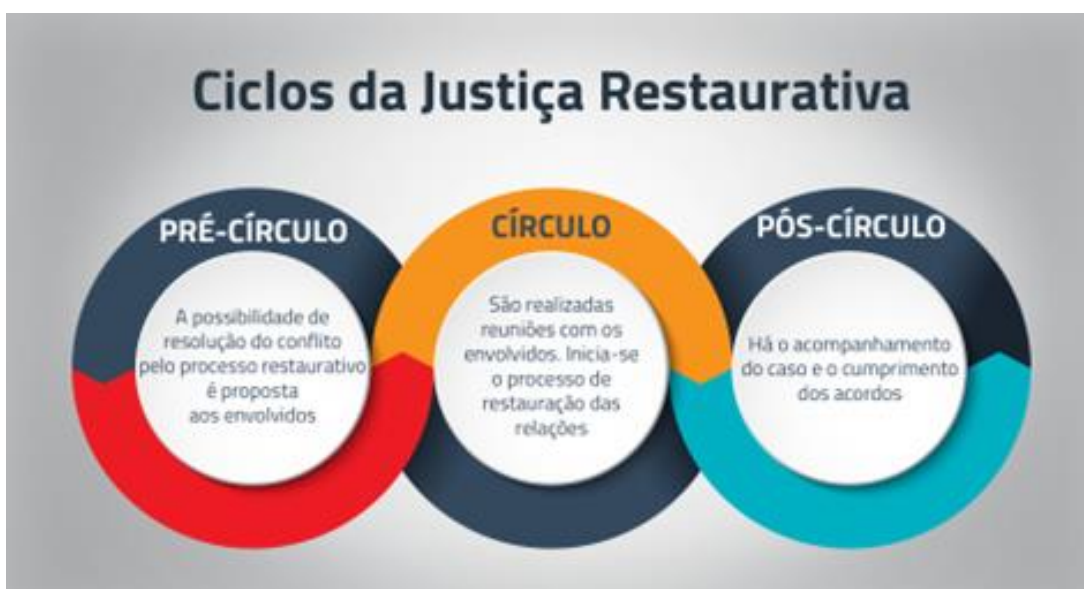 Ciclos da Justiça Restaurativa
PRÉ-CÍRCULO
A possibilidade de
resolução do conflito
pelo processo restaurativo
é proposta
aos envolvidos
CÍRCULO
São realizadas
reuniões com os
envolvidos. Inicia-se
o processo de
restauração das
relações
PÓS-CÍRCULO
Há o acompanhamento
do caso e o cumprimento
dos acordos